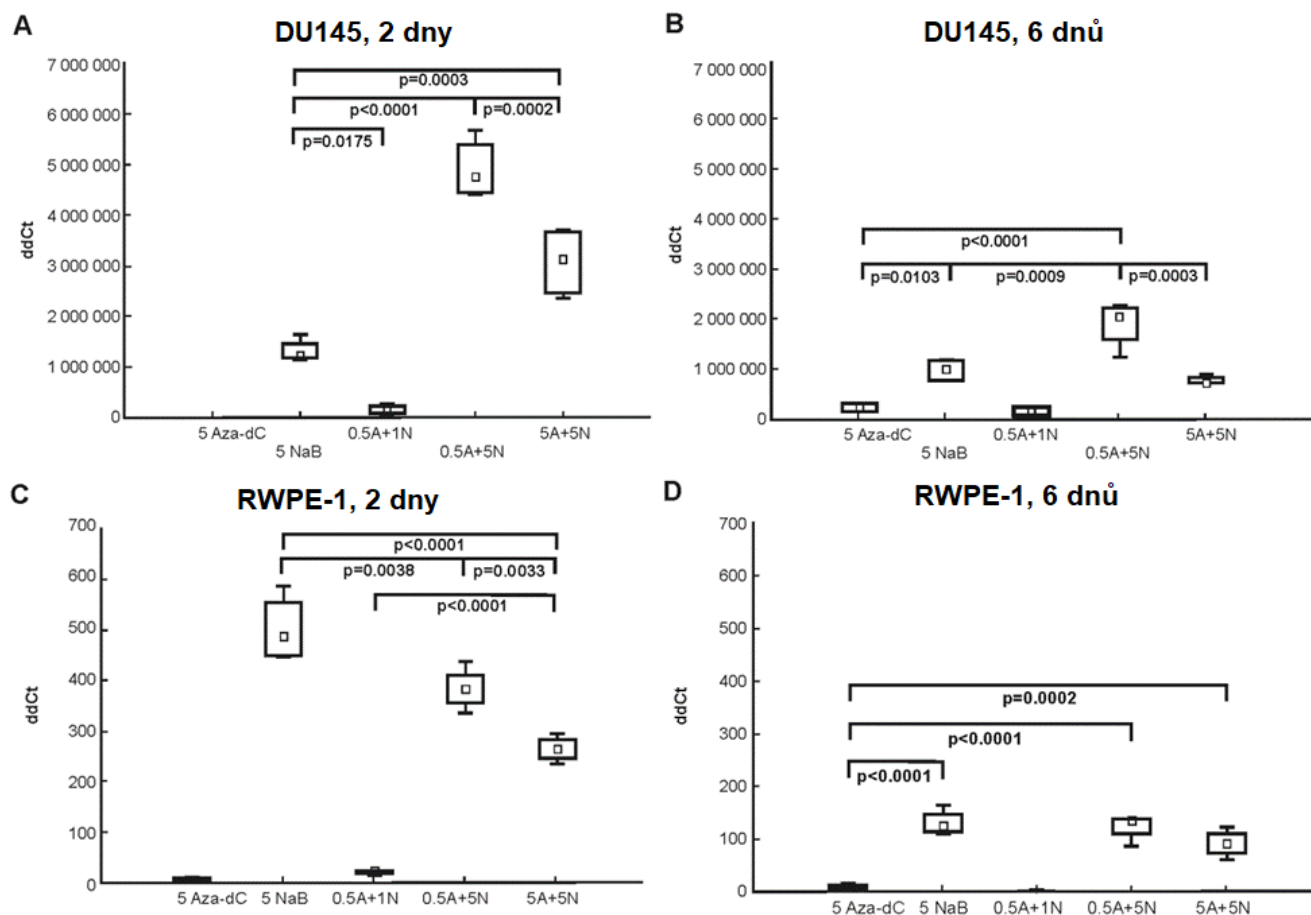 A
DU145, 2 dny
7 000 000
6 000 000
5 000 000
4 000 000
3 000 000
2 000 000
1 000 000
0
ddCt
p=0.0003
p<0.0001
p=0.0002
p=0.0175
5 Aza-dC
5 NaB
0.5A+1N
0.5A+5N
5A+5N
B
DU145, 6 dnů
7 000 000
6 000 000
5 000 000
4 000 000
3 000 000
2 000 000
1 000 000
0
ddCt
p<0.0001
p=0.0103
p=0.0009
p=0.0003
5 Aza-dC
5 NaB
0.5A+1N
0.5A+5N
5A+5N
C
RWPE-1, 2 dny
700
600
500
400
300
200
100
0
ddCt
p<0.0001
p=0.0038
p=0.0033
p<0.0001
5 Aza-dC
5 NaB
0.5A+1N
0.5A+5N
5A+5N
D
RWPE-1, 6 dnů
700
600
500
400
300
200
100
0
ddCt
p=0.0002
p<0.0001
p<0.0001
5 Aza-dC
5 NaB
0.5A+1N
0.5A+5N
5A+5N